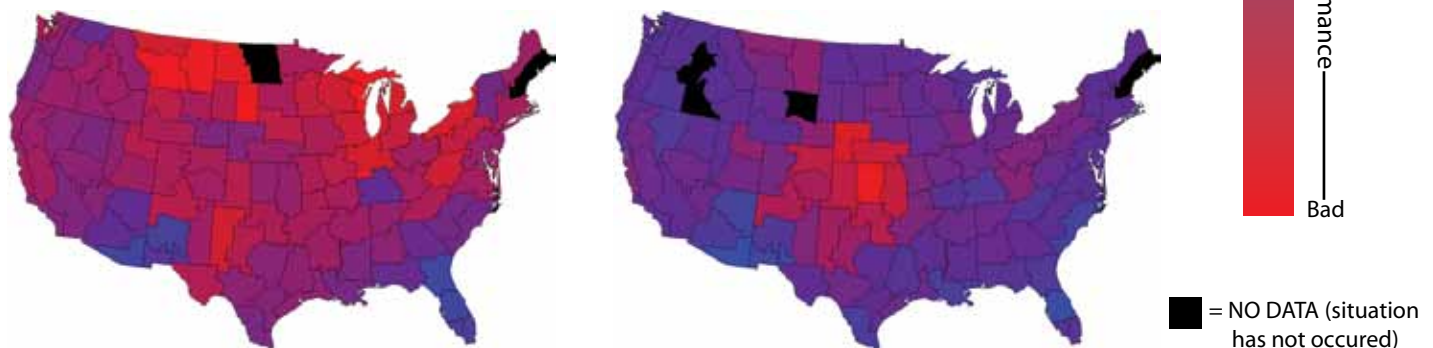 mance
Bad
= NO DATA (situation
has not occured)